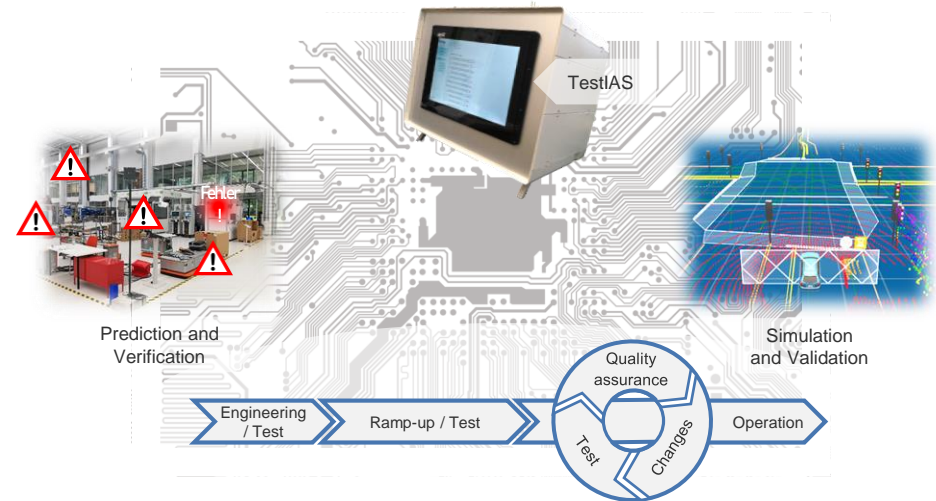 TestIAS
Fehler
!
Prediction and
Verification
Simulation
and Validation
Quality
assurance
Engineering
/ Test
Ramp-up / Test
Operation
Test
Changes